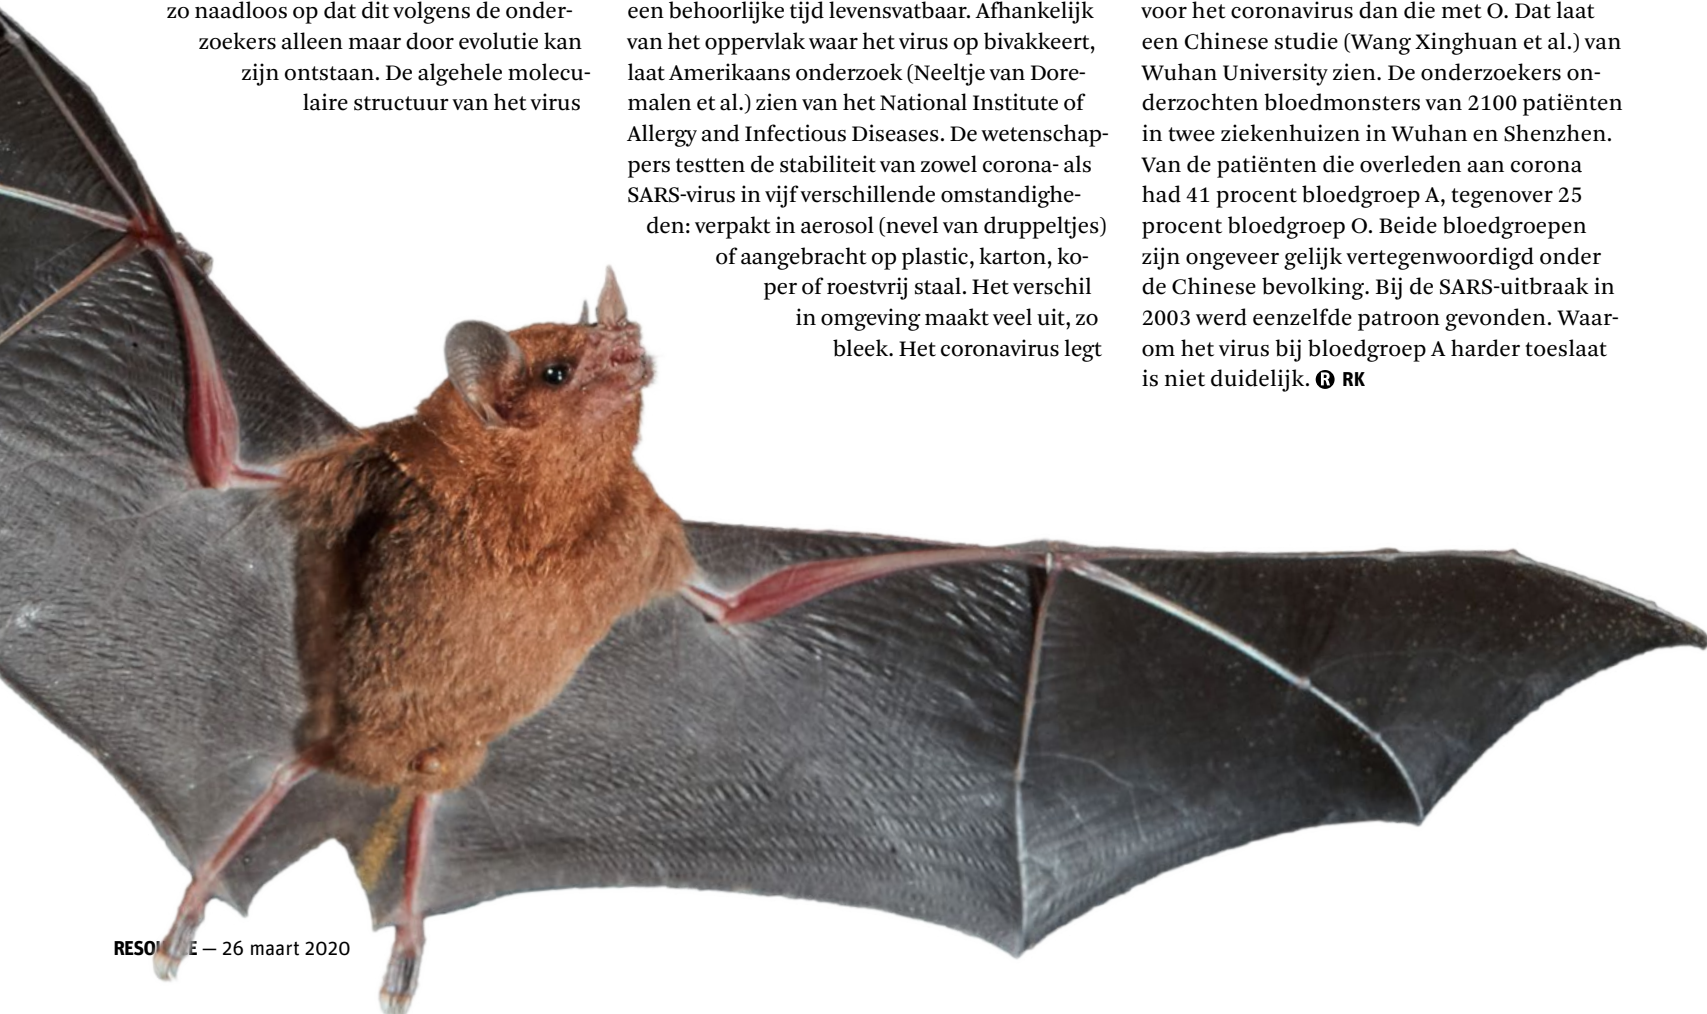 zo naadloos op dat dit volgens de onder-
zoekers alleen maar door evolutie kan
zijn ontstaan. De algehele molecu-
laire structuur van het virus
een behoorlijke tijd levensvatbaar. Afhankelijk
van het oppervlak waar het virus op bivakkeert,
laat Amerikaans onderzoek (Neeltje van Dore-
malen et al.) zien van het National Institute of
Allergy and Infectious Diseases. De wetenschap-
pers testten de stabiliteit van zowel corona- als
SARS-virus in vijf verschillende omstandighe-
den: verpakt in aerosol (nevel van druppeltjes)
of aangebracht op plastic, karton, ko-
per of roestvrij staal. Het verschil
in omgeving maakt veel uit, zo
bleek. Het coronavirus legt
voor het coronavirus dan die met O. Dat laat
een Chinese studie (Wang Xinghuan et al.) van
Wuhan University zien. De onderzoekers on-
derzochten bloedmonsters van 2100 patiënten
in twee ziekenhuizen in Wuhan en Shenzhen.
Van de patiënten die overleden aan corona
had 41 procent bloedgroep A, tegenover 25
procent bloedgroep O. Beide bloedgroepen
zijn ongeveer gelijk vertegenwoordigd onder
de Chinese bevolking. Bij de SARS-uitbraak in
2003 werd eenzelfde patroon gevonden. Waar-
om het virus bij bloedgroep A harder toeslaat
is niet duidelijk. R RK
— 26 maart 2020